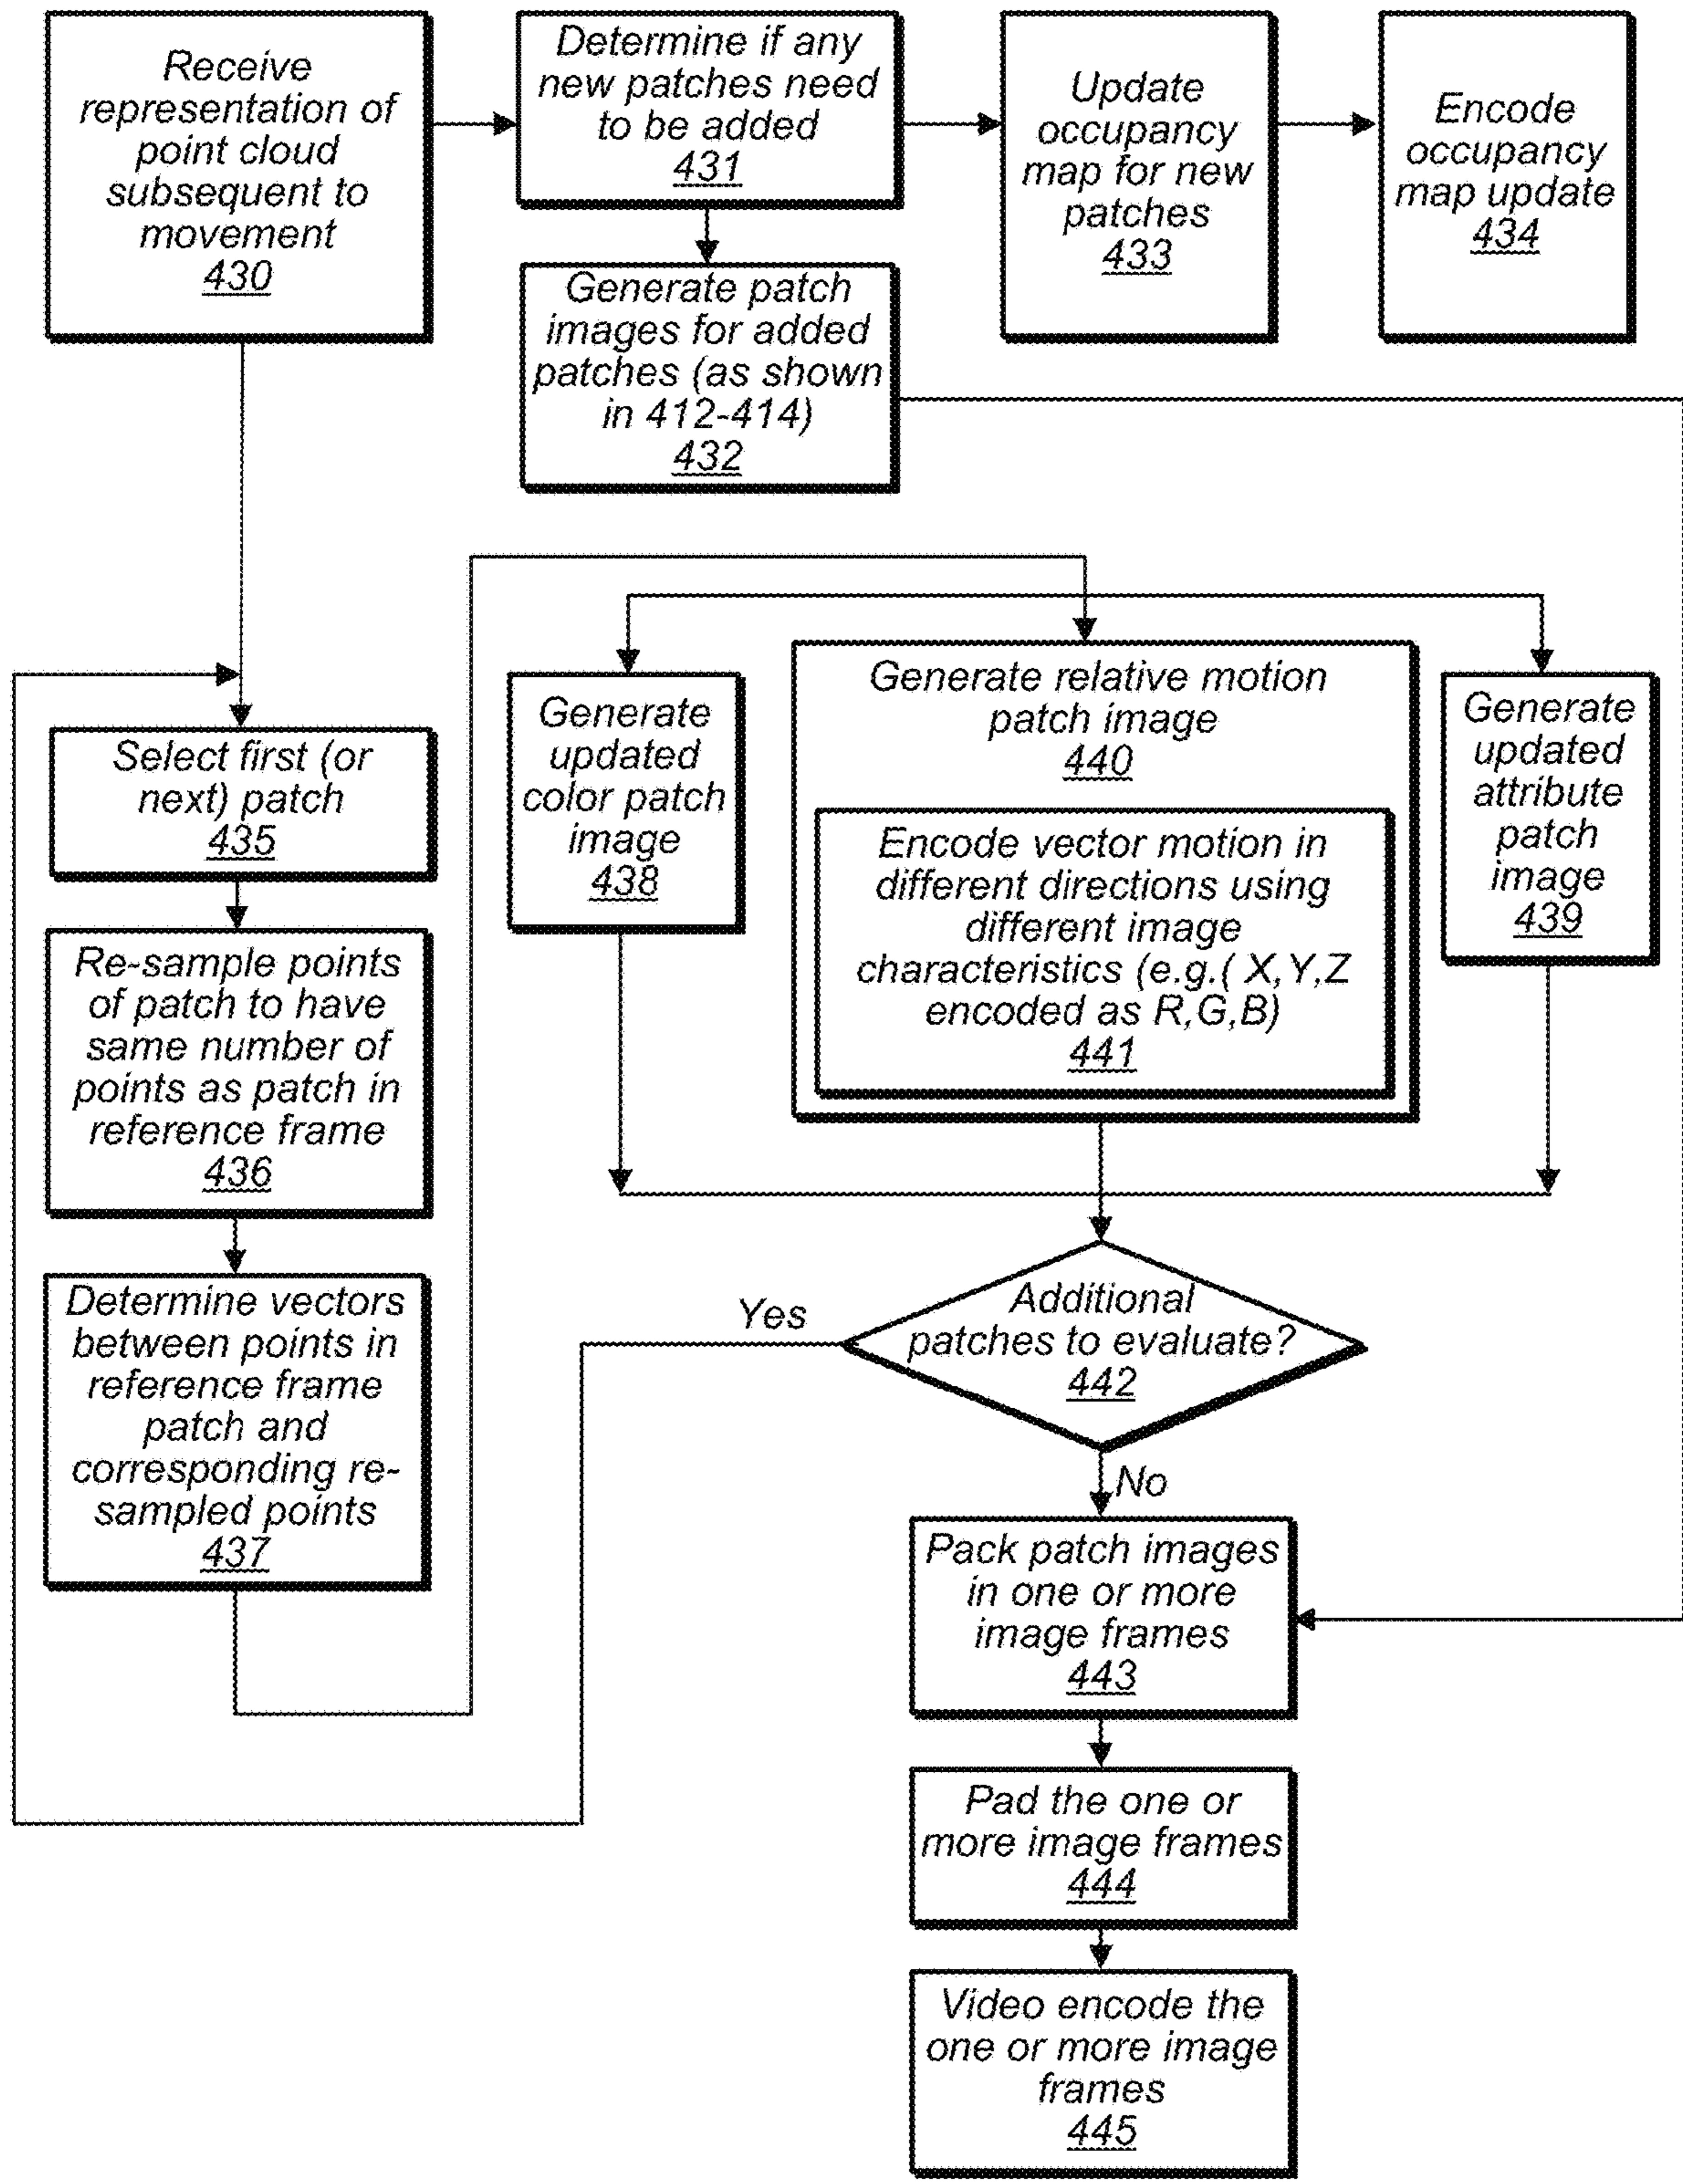 Receive
representation of
point cloud
subsequent to
movement
430
Determine if any
new patches need
to be added
431
Update
occupancy
map for new
patches
433
Encode
occupancy
map update
434
Generate patch
images for added
patches (as shown
in 412-414)
432
Select first (or
next) patch
435
Re-sample points
of patch to have
same number of
points as patch in
reference frame
436
Determine vectors
between points in
reference frame
patch and
corresponding re-
sampled points
437
Generate
updated
color patch
image
438
Generate relative motion
patch image
440
Encode vector motion in
different directions using
different image
characteristics (e.g.( X,Y,Z
encoded as R,G,B)
441
Generate
updated
attribute
patch
image
439
Additional
patches to evaluate?
442
Yes
No
Pack patch images
in one or more
image frames
443
Pad the one or
more image frames
444
Video encode the
one or more image
frames
445